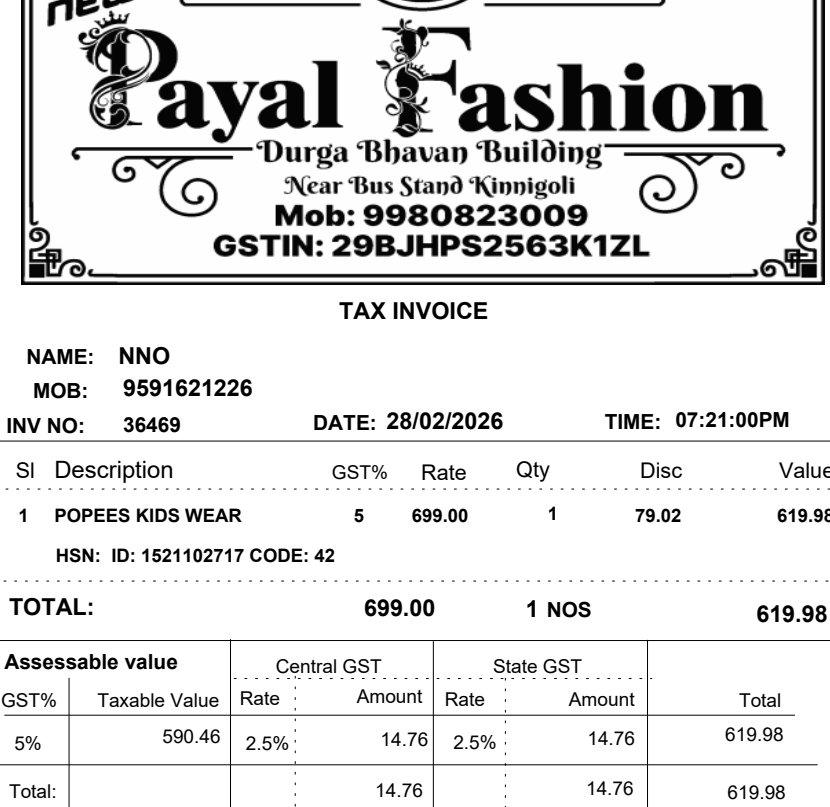 Payal Fashion
Durga Bhavan Building
Near Bus Stand Kinnigoli
Mob: 9980823009
GSTIN: 29BJHPS2563K1ZL
TAX INVOICE
NAME: NNO
MOB: 9591621226
INV NO: 36469 DATE: 28/02/2026 TIME: 07:21:00PM
Sl Description GST% Rate Qty Disc Value
1 POPEES KIDS WEAR 5 699.00 1 79.02 619.98
HSN: ID: 1521102717 CODE: 42
TOTAL: 699.00 1 NOS 619.98
Assessable value Central GST State GST
GST% Taxable Value Rate Amount Rate Amount Total
5% 590.46 2.5% 14.76 2.5% 14.76 619.98
Total: 14.76 14.76 619.98